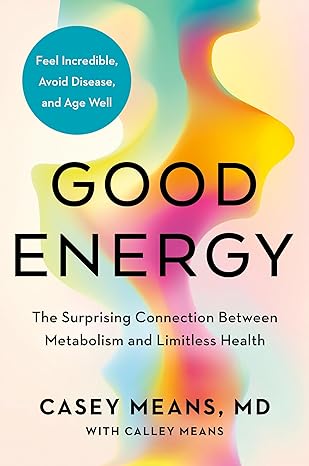 Feel Incredible,
Avoid Disease,
and Age Well
GOOD
ENERGY
The Surprising Connection Between
Metabolism and Limitless Health
CASEY MEANS, MD
WITH CALLEY MEANS